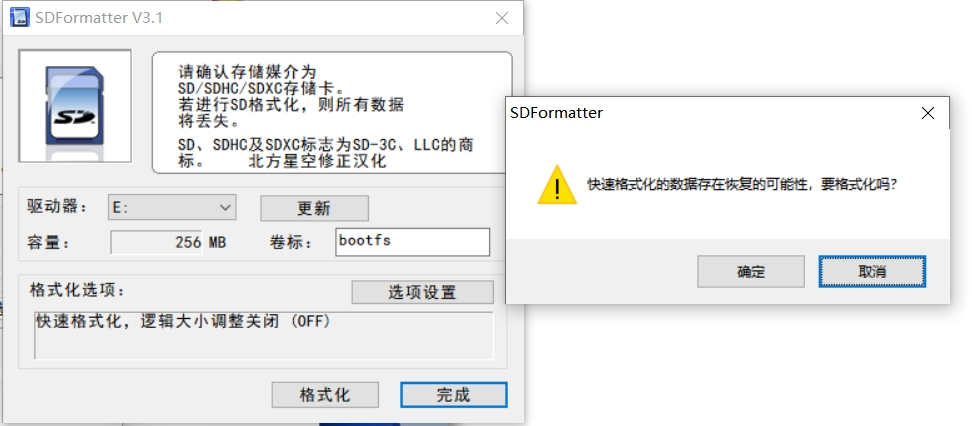 SDFormatter V3.1
请确认存储媒介为
SD/SDHC/SDXC存储卡。
若进行SD格式化，则所有数据
将丢失。
SD、SDHC及SDXC标志为SD-3C、LLC的商
标。 北方星空修正汉化
SD
驱动器：
E:
更新
容量：
256 MB
卷标：
bootfs
格式化选项：
选项设置
快速格式化，逻辑大小调整关闭 (OFF)
格式化
完成
SDFormatter
快速格式化的数据存在恢复的可能性，要格式化吗？
确定
取消